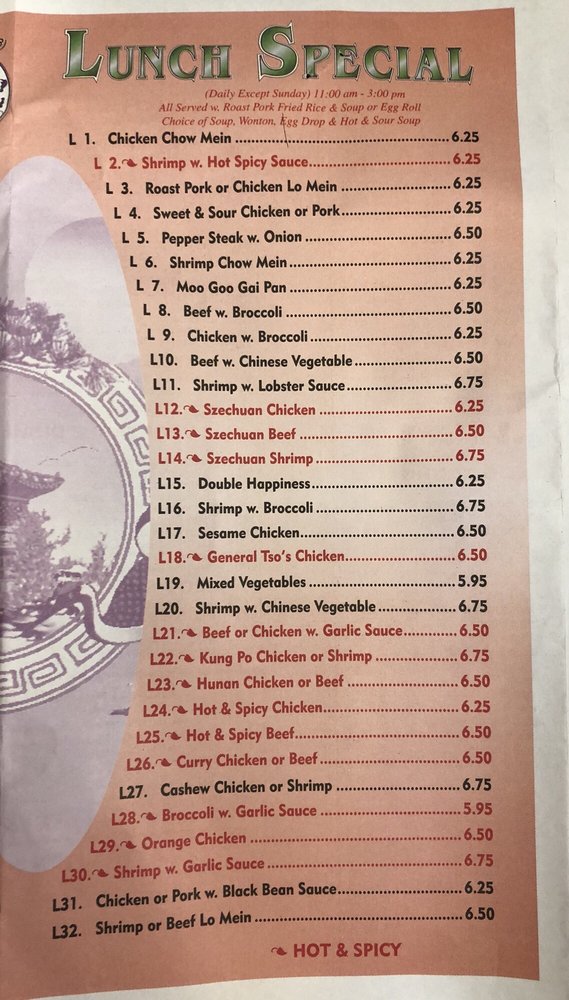 LUNCH SPECIAL
(Daily Except Sunday) 11:00 am - 3:00 pm
All Served w. Roast Pork Fried Rice & Soup or Egg Roll
Choice of Soup, Wonton, Egg Drop & Hot & Sour Soup
L 1. Chicken Chow Mein 6.25
L 2. Shrimp w. Hot Spicy Sauce 6.25
L 3. Roast Pork or Chicken Lo Mein 6.25
L 4. Sweet & Sour Chicken or Pork 6.25
L 5. Pepper Steak w. Onion 6.50
L 6. Shrimp Chow Mein 6.25
L 7. Moo Goo Gai Pan 6.25
L 8. Beef w. Broccoli 6.50
L 9. Chicken w. Broccoli 6.25
L10. Beef w. Chinese Vegetable 6.50
L11. Shrimp w. Lobster Sauce 6.75
L12. Szechuan Chicken 6.25
L13. Szechuan Beef 6.50
L14. Szechuan Shrimp 6.75
L15. Double Happiness 6.25
L16. Shrimp w. Broccoli 6.75
L17. Sesame Chicken 6.50
L18. General Tso's Chicken 6.50
L19. Mixed Vegetables 5.95
L20. Shrimp w. Chinese Vegetable 6.75
L21. Beef or Chicken w. Garlic Sauce 6.50
L22. Kung Po Chicken or Shrimp 6.75
L23. Hunan Chicken or Beef 6.50
L24. Hot & Spicy Chicken 6.25
L25. Hot & Spicy Beef 6.50
L26. Curry Chicken or Beef 6.50
L27. Cashew Chicken or Shrimp 6.75
L28. Broccoli w. Garlic Sauce 5.95
L29. Orange Chicken 6.50
L30. Shrimp w. Garlic Sauce 6.75
L31. Chicken or Pork w. Black Bean Sauce 6.25
L32. Shrimp or Beef Lo Mein 6.50
HOT & SPICY